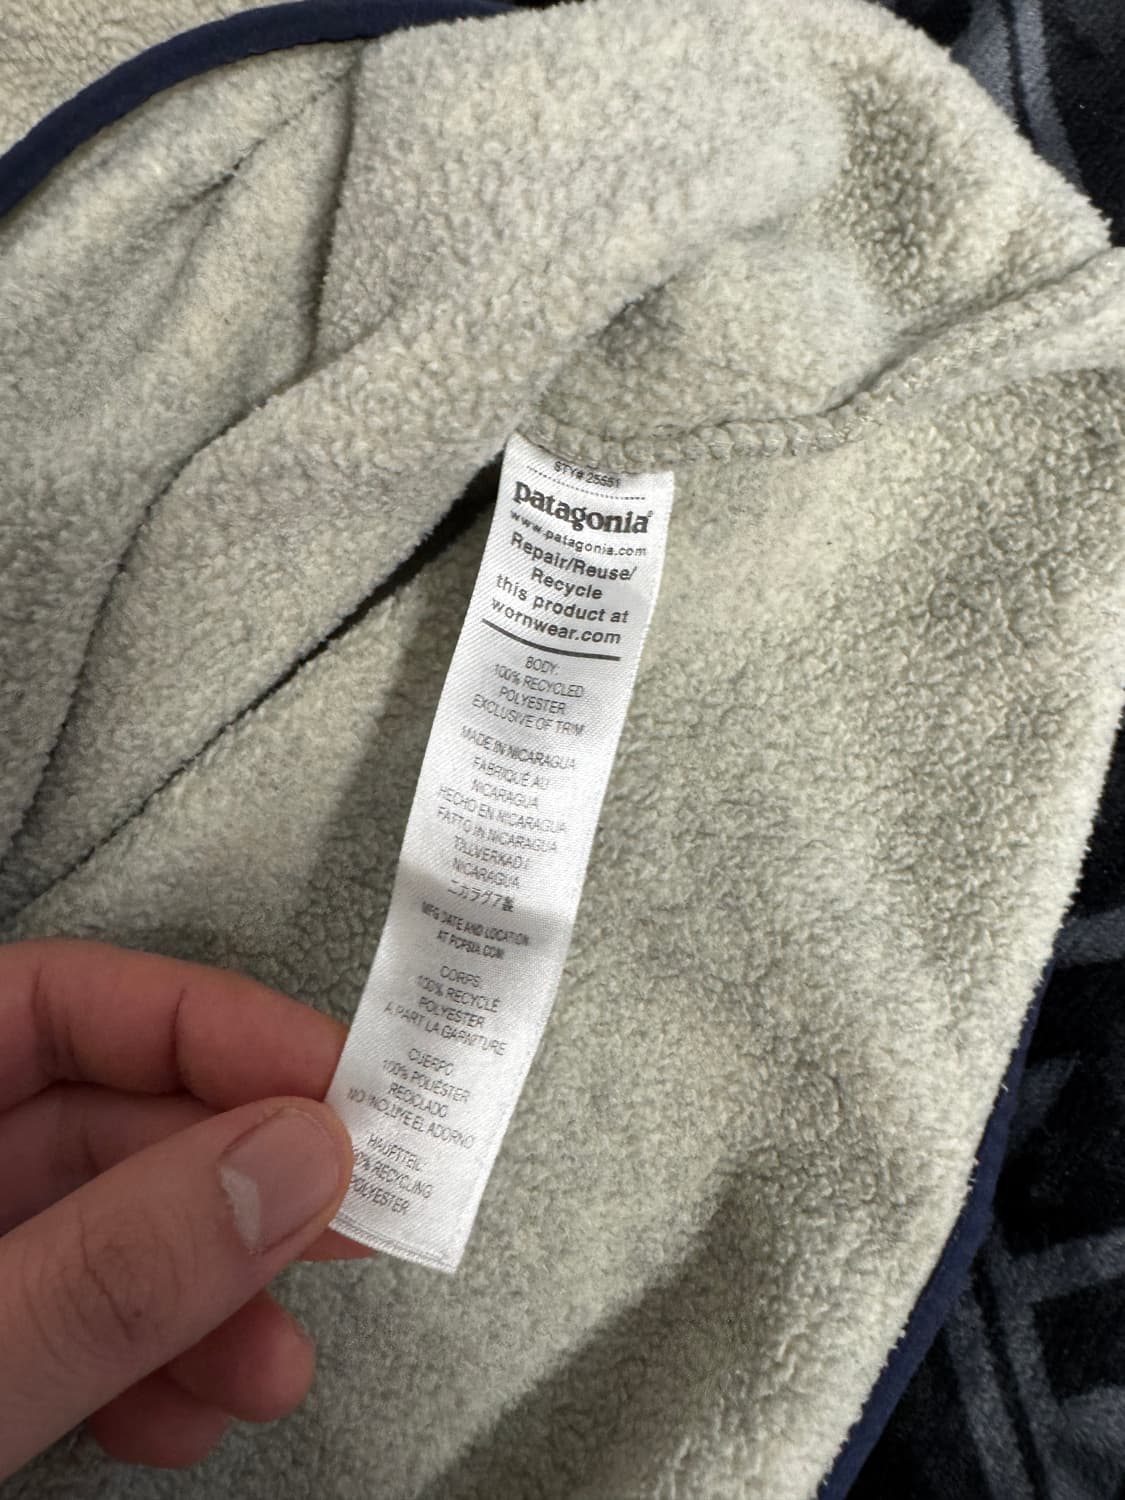 STY# 25551
patagonia®
www.patagonia.com
Repair/Reuse/
Recycle
this product at
wornwear.com
BODY:
100% RECYCLED
POLYESTER
EXCLUSIVE OF TRIM
MADE IN NICARAGUA
FABRIQUÉ AU
NICARAGUA
HECHO EN NICARAGUA
FATTO IN NICARAGUA
TILLVERKAD I
NICARAGUA
ニカラグア製
MFG DATE AND LOCATION
AT PCPSIA.COM
CORPS:
100% RECYCLÉ
POLYESTER
À PART LA GARNITURE
CUERPO:
100% POLIÉSTER
RECICLADO
NO INCLUYE EL ADORNO
HAUPTTEIL:
RECYCLING
POLYESTER